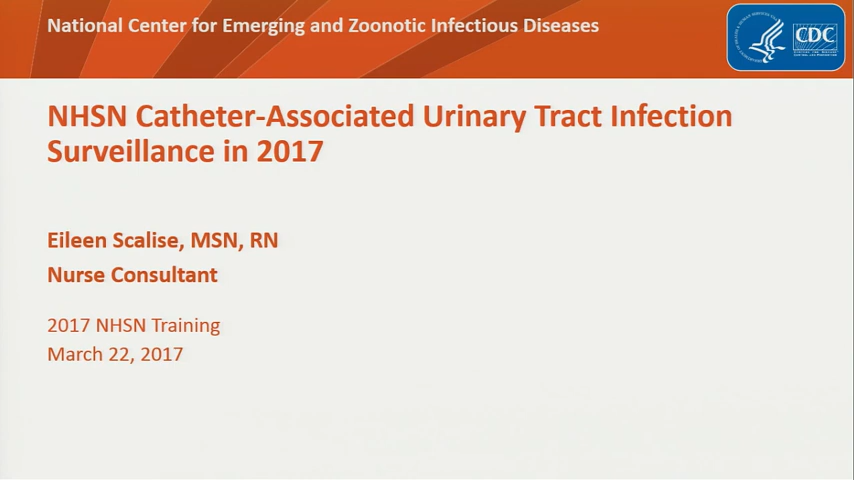 National Center for Emerging and Zoonotic Infectious Diseases
CDC
NHSN Catheter-Associated Urinary Tract Infection
Surveillance in 2017
Eileen Scalise, MSN, RN
Nurse Consultant
2017 NHSN Training
March 22, 2017